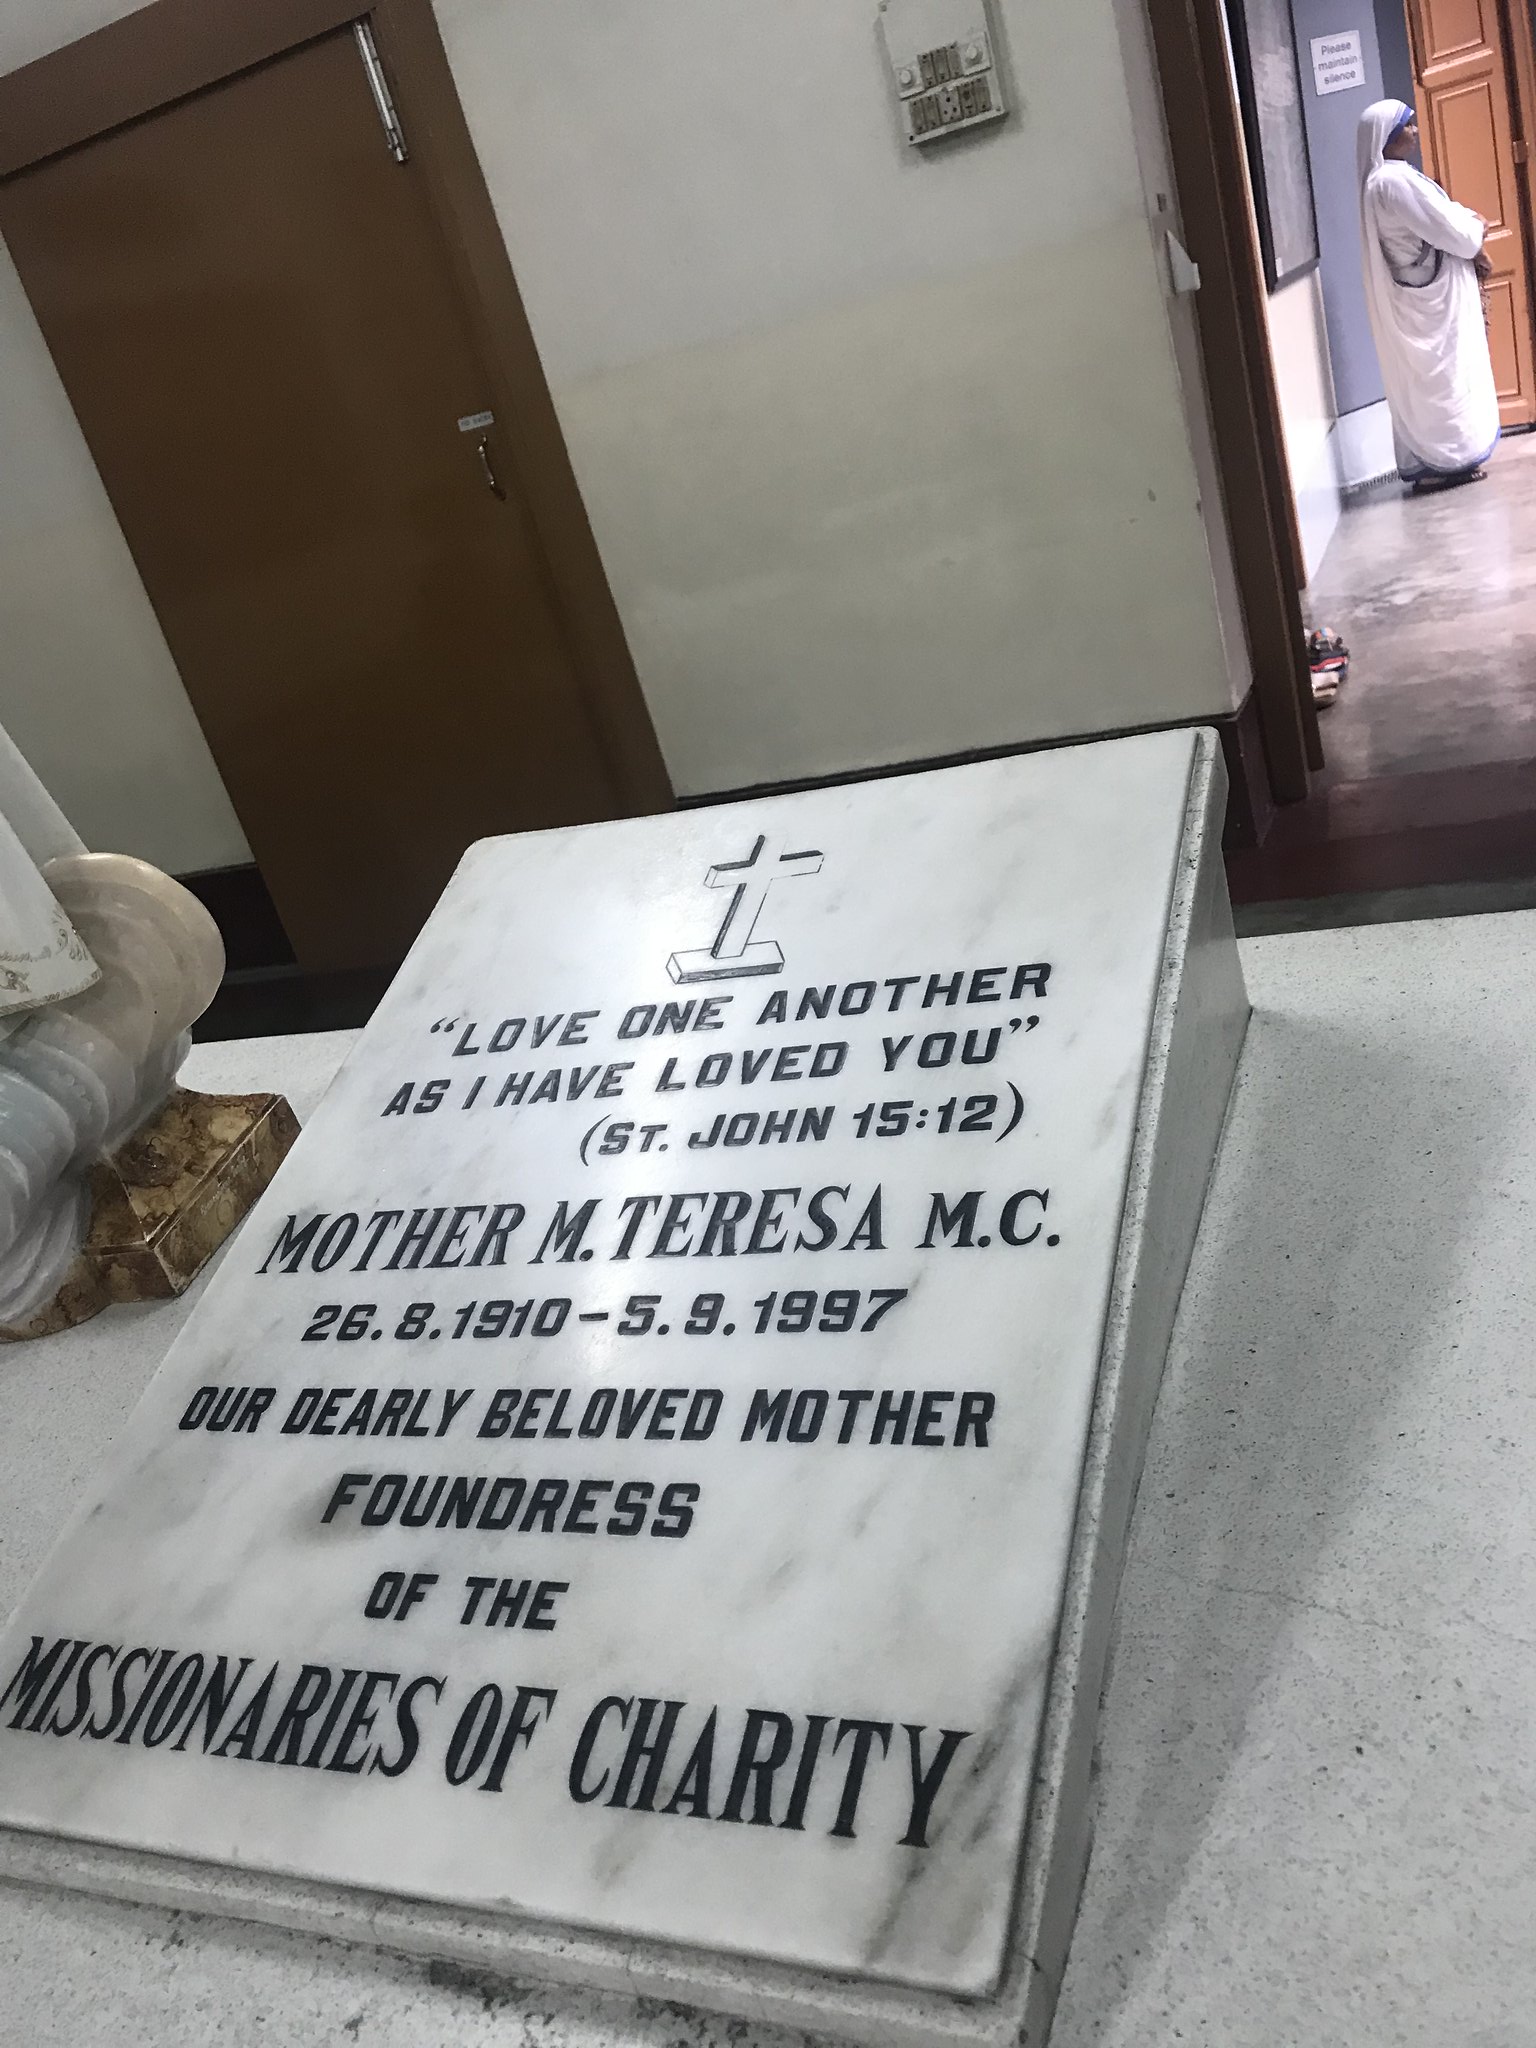 Please
maintain
silence
“LOVE ONE ANOTHER
AS I HAVE LOVED YOU”
(ST. JOHN 15:12)
MOTHER M. TERESA M.C.
26.8.1910–5.9.1997
OUR DEARLY BELOVED MOTHER
FOUNDRESS
OF THE
MISSIONARIES OF CHARITY